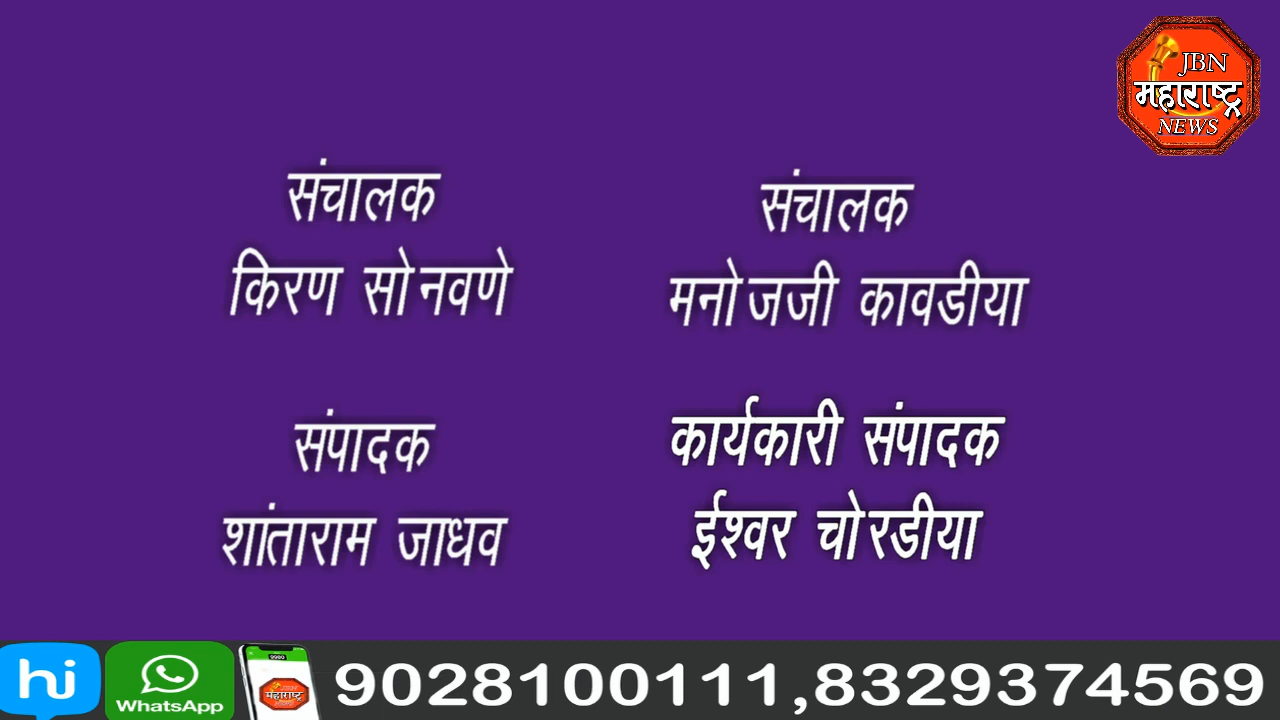 JBN
महाराष्ट्र
NEWS
संचालक
किरण सोनवणे
संचालक
मनोजजी कावडीया
संपादक
शांताराम जाधव
कार्यकारी संपादक
ईश्वर चोरडीया
hi
WhatsApp
महाराष्ट्र
9028100111,8329374569